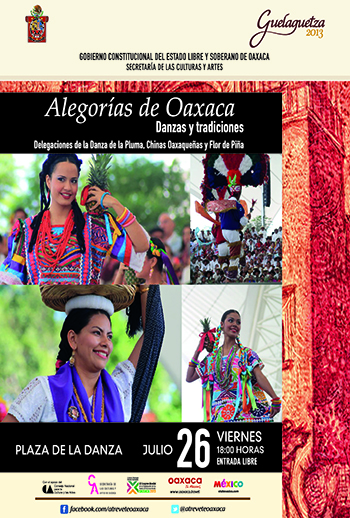 Guelaguetza
2013
GOBIERNO CONSTITUCIONAL DEL ESTADO LIBRE Y SOBERANO DE OAXACA
SECRETARÍA DE LAS CULTURAS Y ARTES
Alegorías de Oaxaca
Danzas y tradiciones
Delegaciones de la Danza de la Pluma, Chinas Oaxaqueñas y Flor de Piña
PLAZA DE LA DANZA JULIO 26 VIERNES
18:00 HORAS
ENTRADA LIBRE
oaxaca
www.oaxaca.travel
MÉXICO
facebook.com/atreveteoaxaca
@atreveteoaxaca